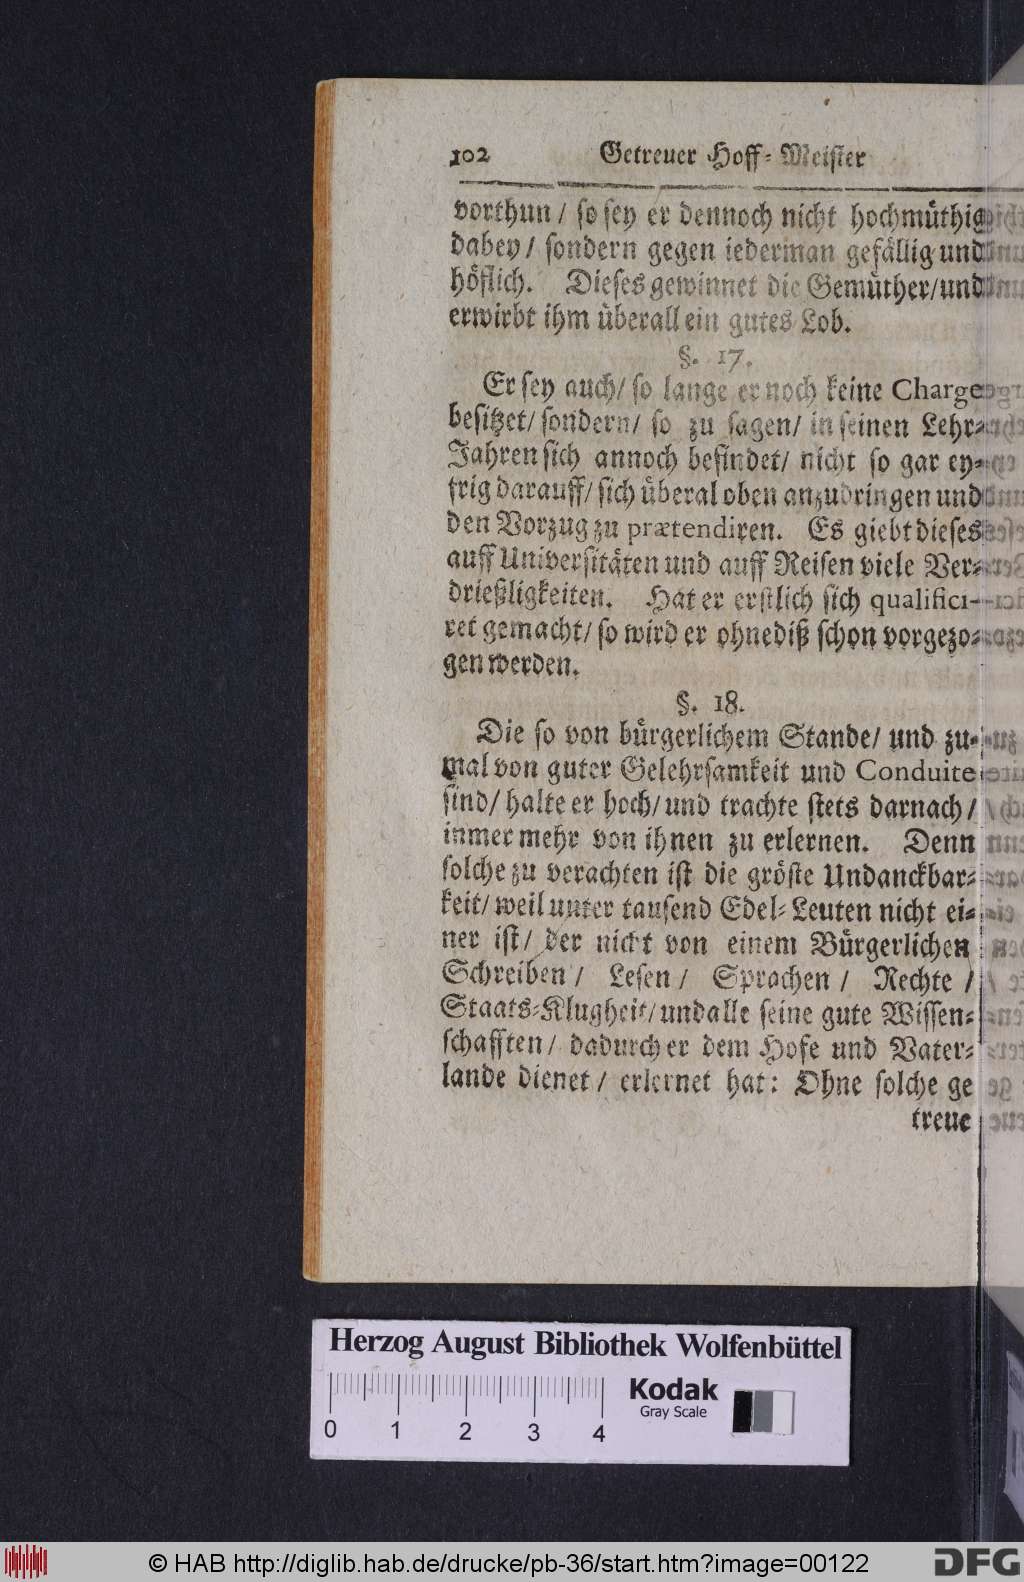 102 Getreuer Hoff-Meister
vorthun / so sey er dennoch nicht hochmüthig
dabey / sondern gegen iederman gefällig und
höflich. Dieses gewinnet die Gemüther/und
erwirbt ihm überall ein gutes Lob.
§. 17.
Er sey auch/ so lange er noch keine Charge
besitzet/ sondern/ so zu sagen/ in seinen Lehr-
Jahren sich annoch befindet/ nicht so gar ey-
frig darauff/ sich überal oben anzudringen und
den Vorzug zu prætendiren. Es giebt dieses
auff Universitäten und auff Reisen viele Ver-
drießligkeiten. Hat er erstlich sich qualifici-
ret gemacht/ so wird er ohnediß schon vorgezo-
gen werden.
§. 18.
Die so von bürgerlichem Stande/ und zu-
mal von guter Gelehrsamkeit und Conduite
sind/ halte er hoch/ und trachte stets darnach/
inmer mehr von ihnen zu erlernen. Denn
solche zu verachten ist die gröste Undanckbar-
keit/ weil unter tausend Edel-Leuten nicht ei-
ner ist/ der nicht von einem Bürgerlichen
Schreiben / Lesen / Sprachen / Rechte /
Staats-Klugheit/ und alle seine gute Wissen-
schafften/ dadurch er dem Hofe und Vater-
lande dienet / erlernet hat: Ohne solche ge
treue
Herzog August Bibliothek Wolfenbüttel
Kodak
Gray Scale
0 1 2 3 4
© HAB http://diglib.hab.de/drucke/pb-36/start.htm?image=00122 DFG